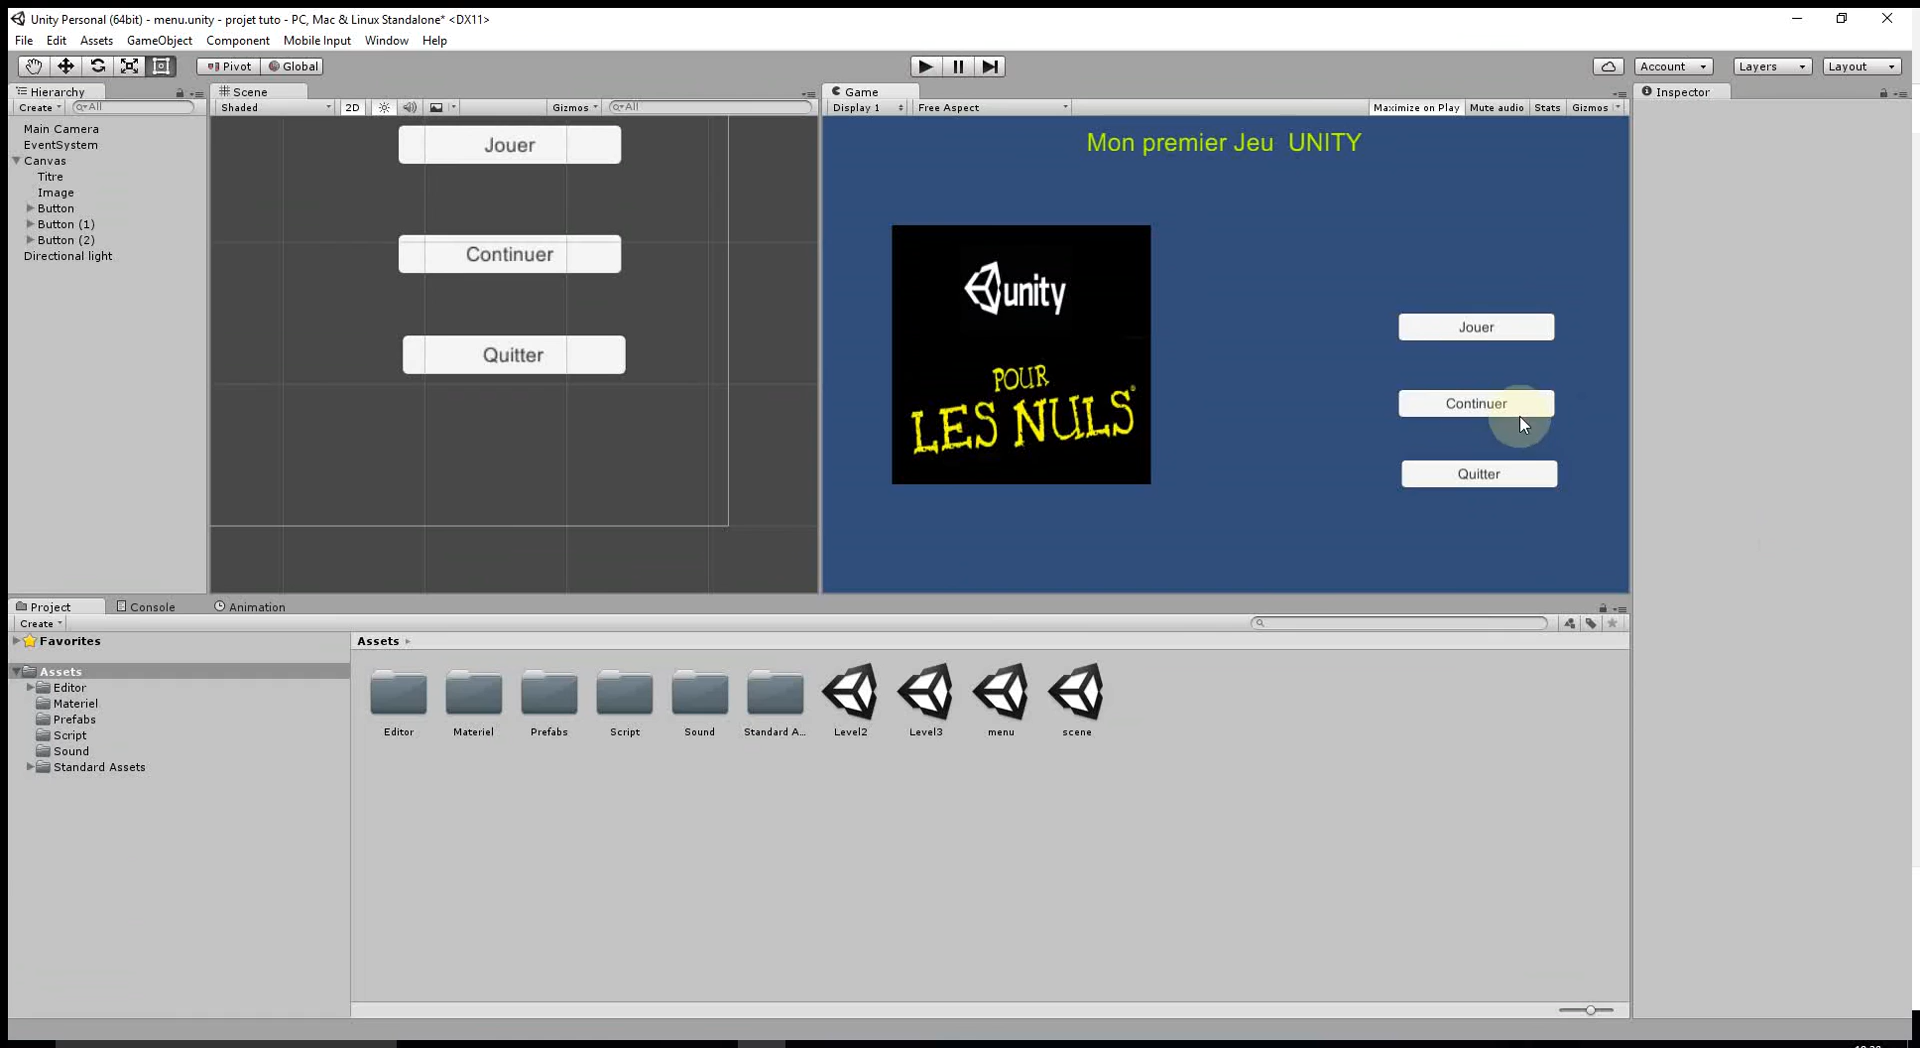 Unity Personal (64bit) - menu.unity - projet tuto - PC, Mac & Linux Standalone* <DX11>
File Edit Assets GameObject Component Mobile Input Window Help
Pivot Global
Account Layers Layout
Hierarchy
Create All
Main Camera
EventSystem
Canvas
Titre
Image
Button
Button (1)
Button (2)
Directional light
Scene
Shaded 2D Gizmos All
Jouer
Continuer
Quitter
Game
Display 1 Free Aspect Maximize on Play Mute audio Stats Gizmos
Mon premier Jeu UNITY
unity
POUR
LES NULS®
Jouer
Continuer
Quitter
Inspector
Project Console Animation
Create
Favorites
Assets
Editor
Materiel
Prefabs
Script
Sound
Standard Assets
Assets
Editor Materiel Prefabs Script Sound Standard A... Level2 Level3 menu scene